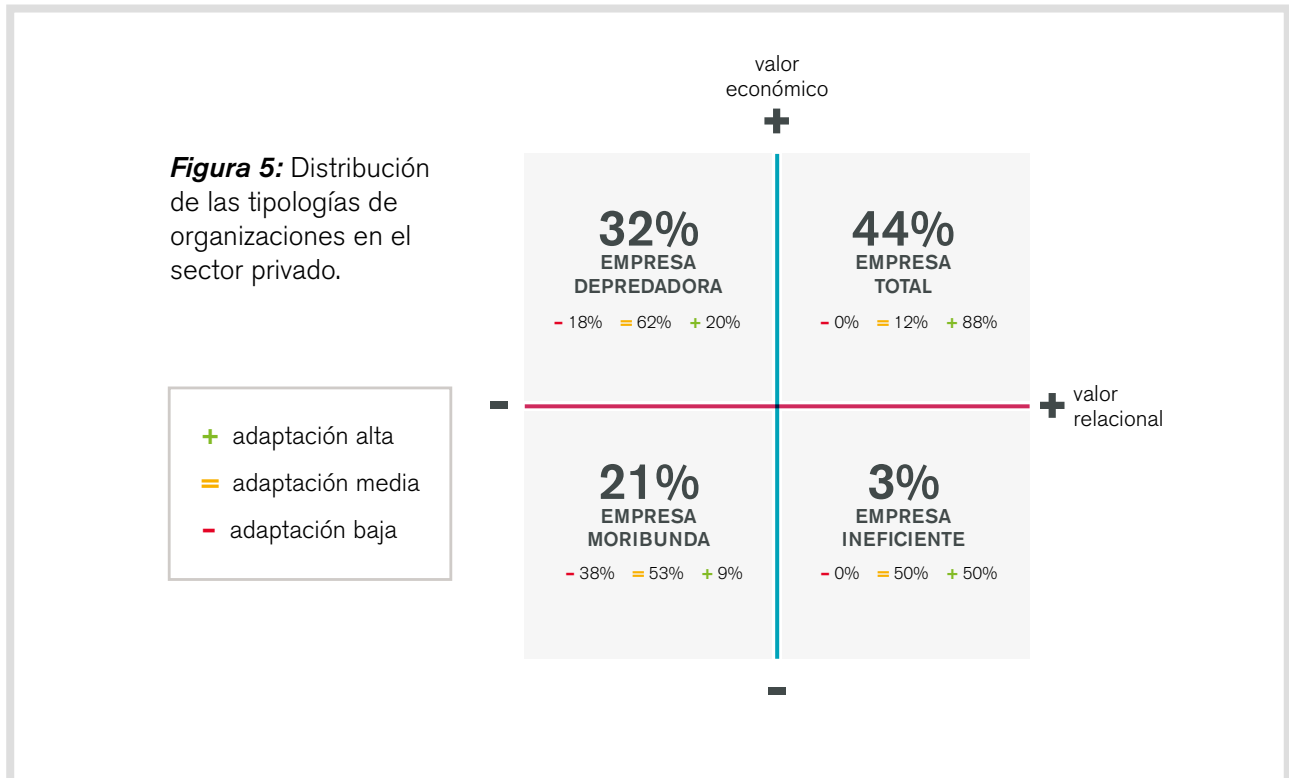 valor
económico
+
Figura 5: Distribución
de las tipologías de
organizaciones en el
sector privado.
32%
EMPRESA
DEPREDADORA
- 18% = 62% + 20%
44%
EMPRESA
TOTAL
- 0% = 12% + 88%
-
+ valor
relacional
+ adaptación alta
= adaptación media
- adaptación baja
21%
EMPRESA
MORIBUNDA
- 38% = 53% + 9%
3%
EMPRESA
INEFICIENTE
- 0% = 50% + 50%
-